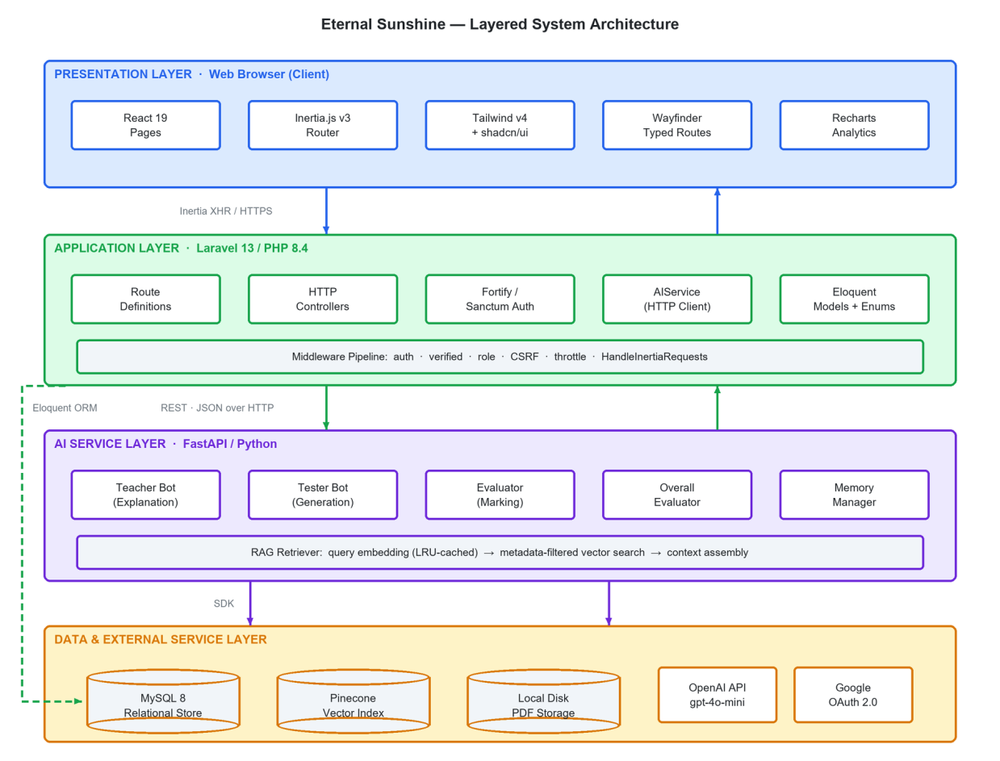 Eternal Sunshine — Layered System Architecture
PRESENTATION LAYER · Web Browser (Client)
React 19
Pages
Inertia.js v3
Router
Tailwind v4
+ shadcn/ui
Wayfinder
Typed Routes
Recharts
Analytics
Inertia XHR / HTTPS
APPLICATION LAYER · Laravel 13 / PHP 8.4
Route
Definitions
HTTP
Controllers
Fortify /
Sanctum Auth
AIService
(HTTP Client)
Eloquent
Models + Enums
Middleware Pipeline: auth · verified · role · CSRF · throttle · HandleInertiaRequests
Eloquent ORM
REST · JSON over HTTP
AI SERVICE LAYER · FastAPI / Python
Teacher Bot
(Explanation)
Tester Bot
(Generation)
Evaluator
(Marking)
Overall
Evaluator
Memory
Manager
RAG Retriever: query embedding (LRU-cached) → metadata-filtered vector search → context assembly
SDK
DATA & EXTERNAL SERVICE LAYER
MySQL 8
Relational Store
Pinecone
Vector Index
Local Disk
PDF Storage
OpenAI API
gpt-4o-mini
Google
OAuth 2.0